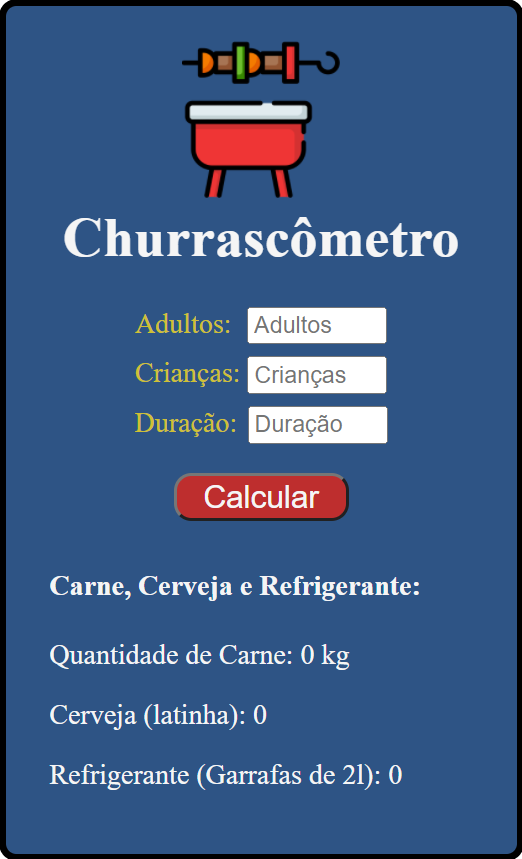 Churrascômetro
Adultos: Adultos
Crianças: Crianças
Duração: Duração
Calcular
Carne, Cerveja e Refrigerante:
Quantidade de Carne: 0 kg
Cerveja (latinha): 0
Refrigerante (Garrafas de 2l): 0